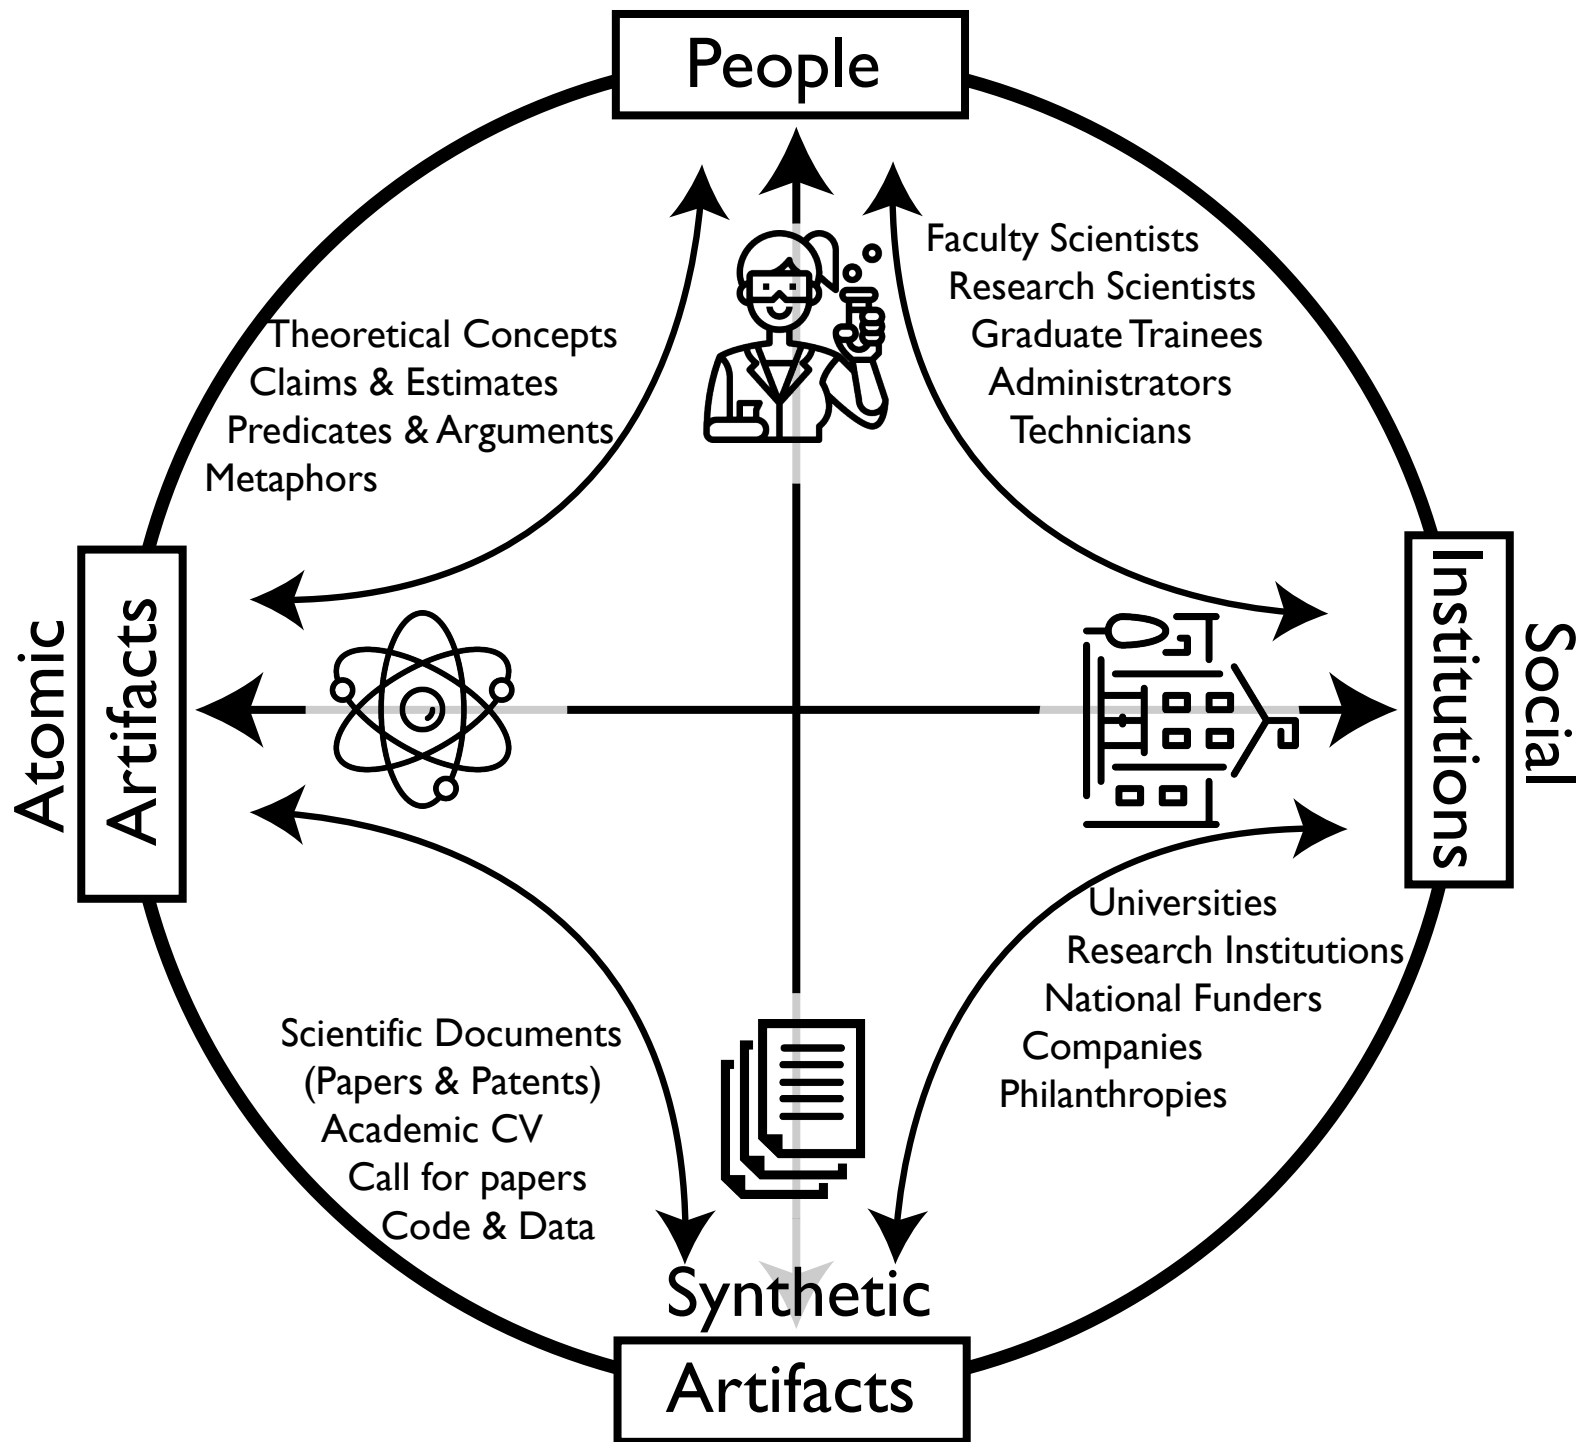 People
Faculty Scientists
Research Scientists
Graduate Trainees
Administrators
Technicians
Theoretical Concepts
Claims & Estimates
Predicates & Arguments
Metaphors
Atomic
Artifacts
Social
Institutions
Universities
Research Institutions
National Funders
Companies
Philanthropies
Scientific Documents
(Papers & Patents)
Academic CV
Call for papers
Code & Data
Synthetic
Artifacts